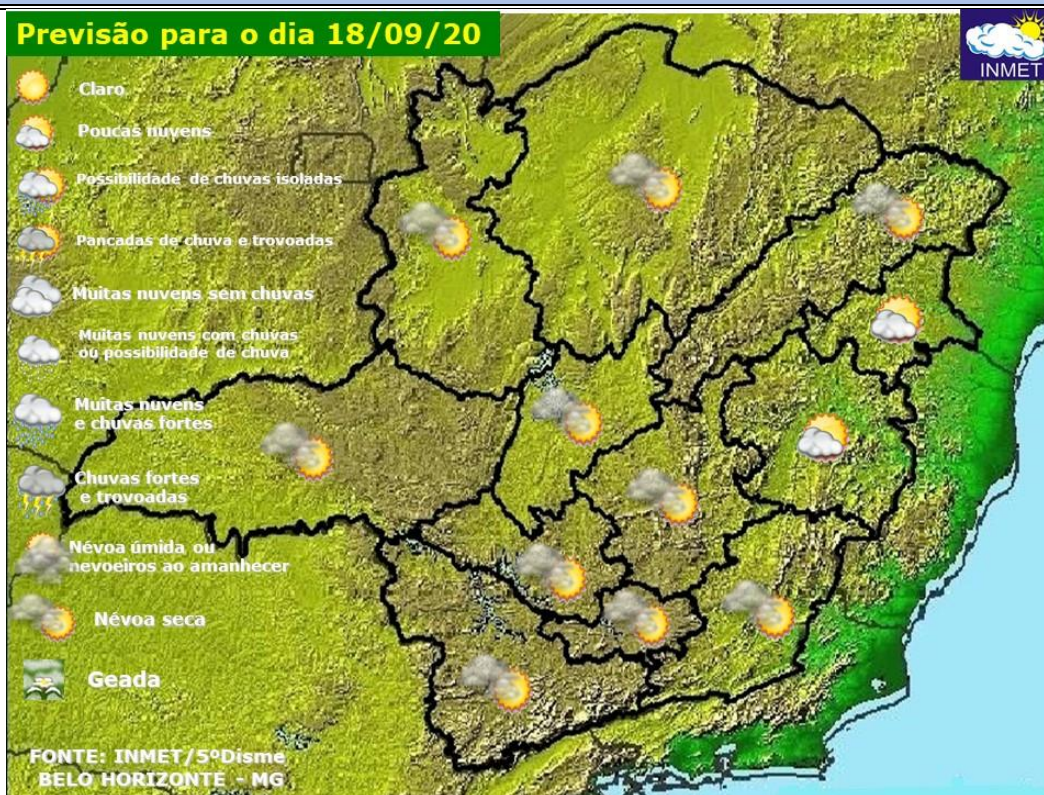 Previsão para o dia 18/09/20
INMET
Claro
Poucas nuvens
Possibilidade de chuvas isoladas
Pancadas de chuva e trovoadas
Muitas nuvens sem chuvas
Muitas nuvens com chuvas
ou possibilidade de chuva
Muitas nuvens
e chuvas fortes
Chuvas fortes
e trovoadas
Névoa úmida ou
nevoeiros ao amanhecer
Névoa seca
Geada
FONTE: INMET/5ºDisme
BELO HORIZONTE - MG